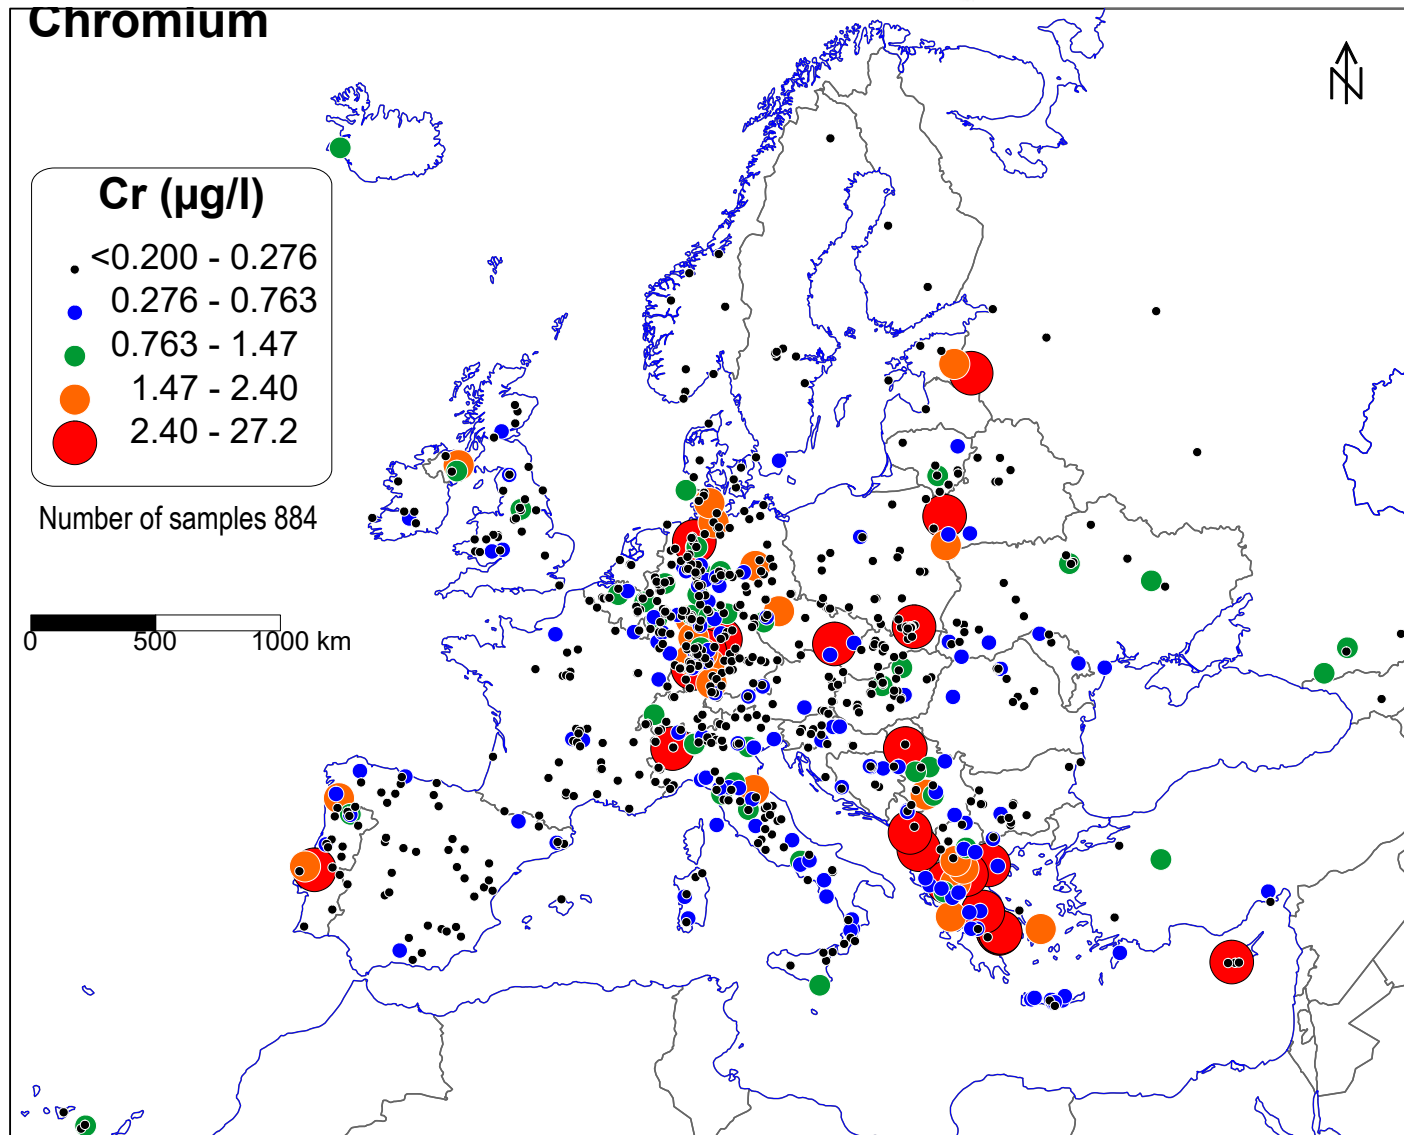 Chromium
N
Cr (µg/l)
<0.200 - 0.276
0.276 - 0.763
0.763 - 1.47
1.47 - 2.40
2.40 - 27.2
Number of samples 884
0 500 1000 km